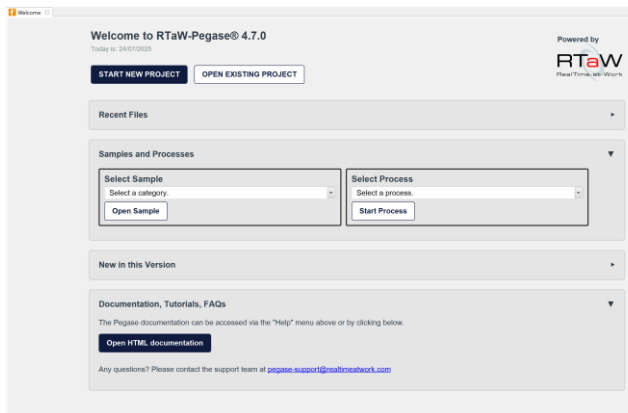 Welcome
Welcome to RTaW-Pegase® 4.7.0
Today is: 24/07/2025
Powered by
RTaW
RealTime-at-Work
START NEW PROJECT
OPEN EXISTING PROJECT
Recent Files
Samples and Processes
Select Sample
Select a category.
Open Sample
Select Process
Select a process.
Start Process
New in this Version
Documentation, Tutorials, FAQs
The Pegase documentation can be accessed via the "Help" menu above or by clicking below.
Open HTML documentation
Any questions? Please contact the support team at pegase-support@realtimeatwork.com